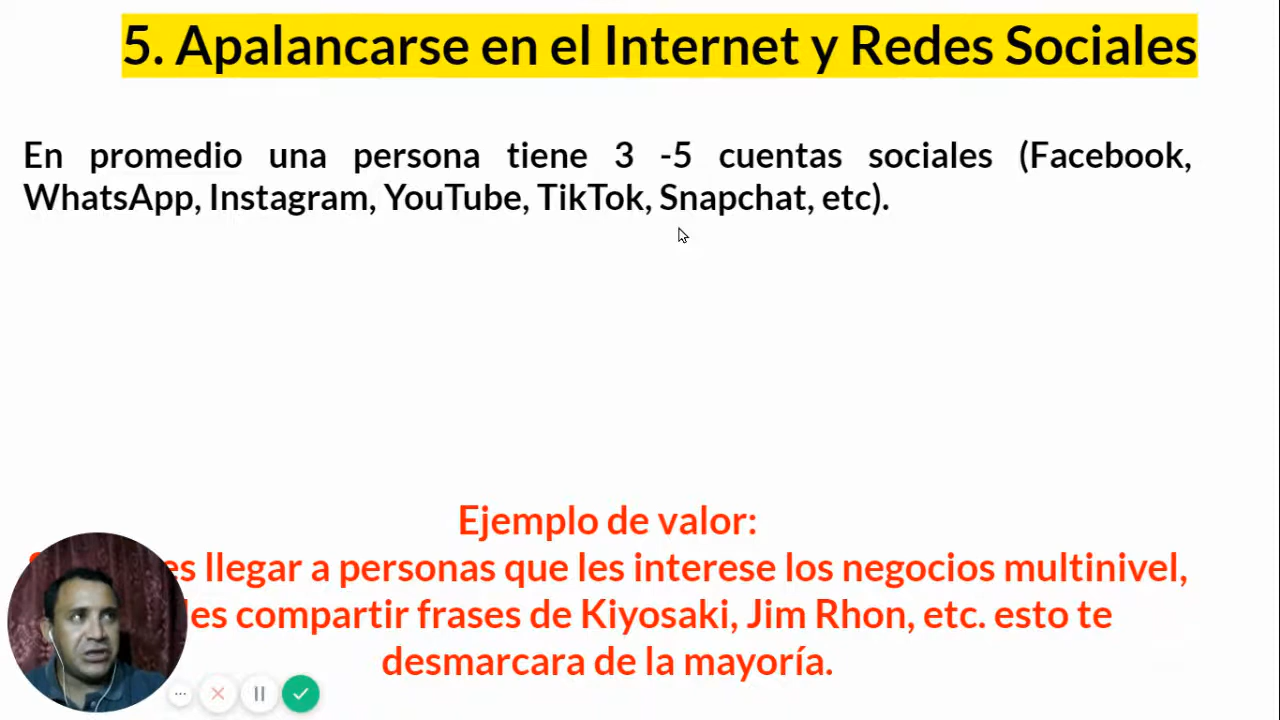 5. Apalancarse en el Internet y Redes Sociales
En promedio una persona tiene 3 -5 cuentas sociales (Facebook,
WhatsApp, Instagram, YouTube, TikTok, Snapchat, etc).
Ejemplo de valor:
llegar a personas que les interese los negocios multinivel,
compartir frases de Kiyosaki, Jim Rhon, etc. esto te
desmarcara de la mayoría.